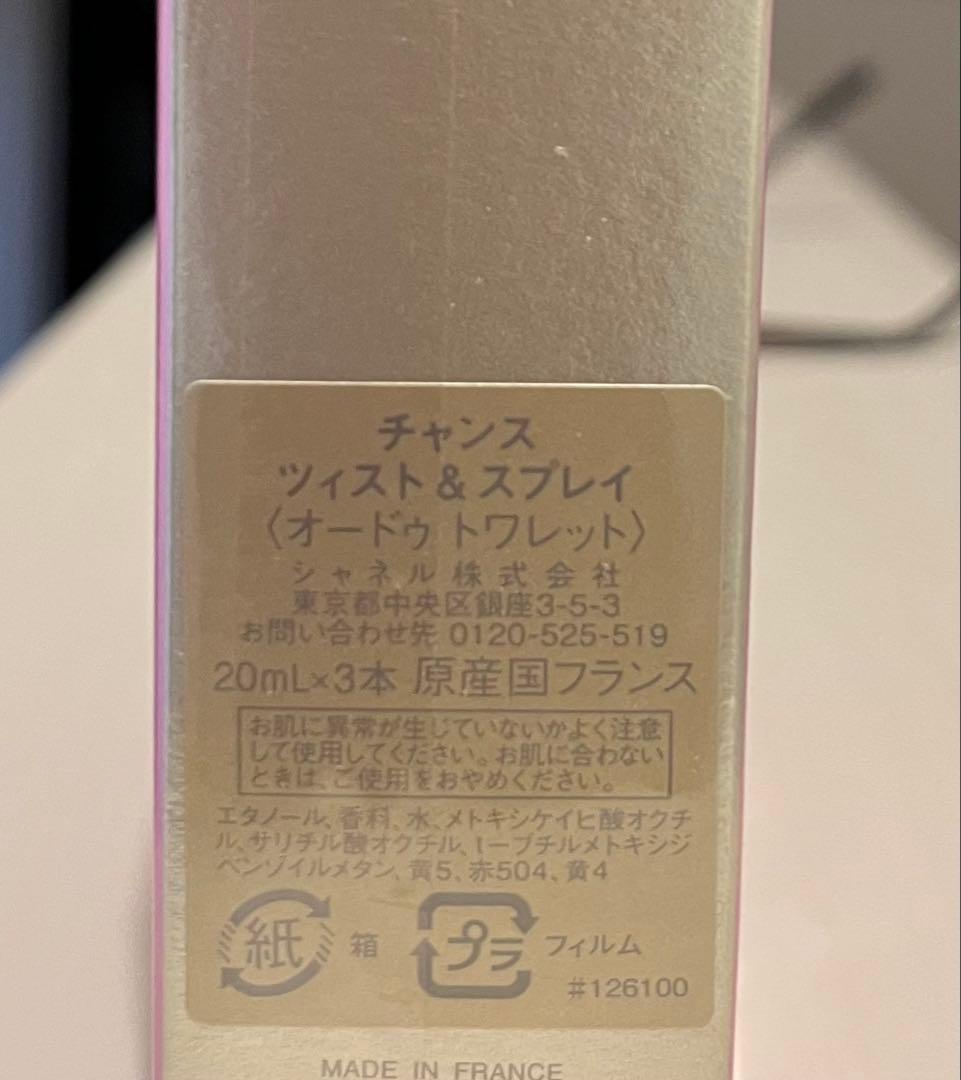 チャンス
ツィスト & スプレイ
〈オードゥ トワレット〉
シャネル 株式会社
東京都中央区銀座3-5-3
お問い合わせ先 0120-525-519
20mL×3本 原産国フランス
お肌に異常が生じていないかよく注意
して使用してください。お肌に合わない
ときは、ご使用をおやめください。
エタノール、香料、水、メトキシケイヒ酸オクチ
ル、サリチル酸オクチル、t-ブチルメトキシジ
ベンゾイルメタン、黄5、赤504、黄4
紙 箱 プラ フィルム
#126100
MADE IN FRANCE